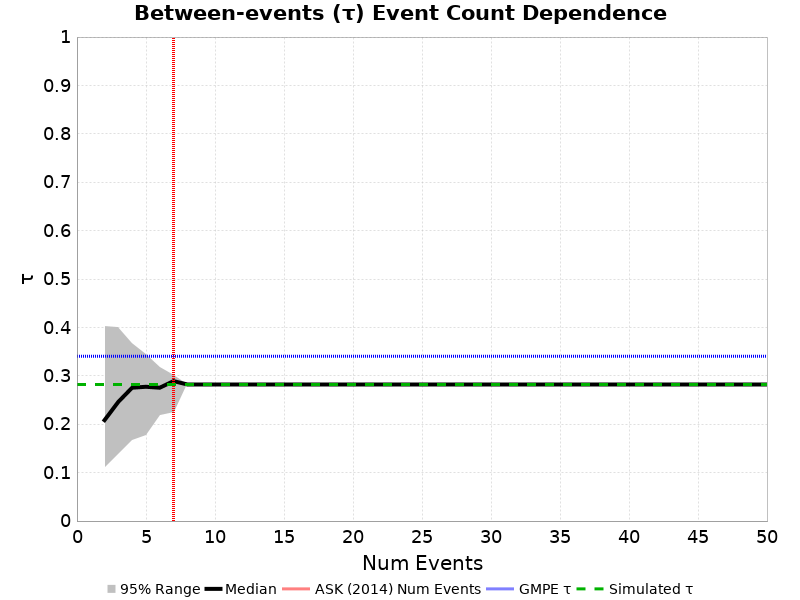 Between-events (τ) Event Count Dependence
1
0.9
0.8
0.7
0.6
0.5
0.4
0.3
0.2
0.1
0
τ
0 5 10 15 20 25 30 35 40 45 50
Num Events
95% Range Median ASK (2014) Num Events GMPE τ Simulated τ